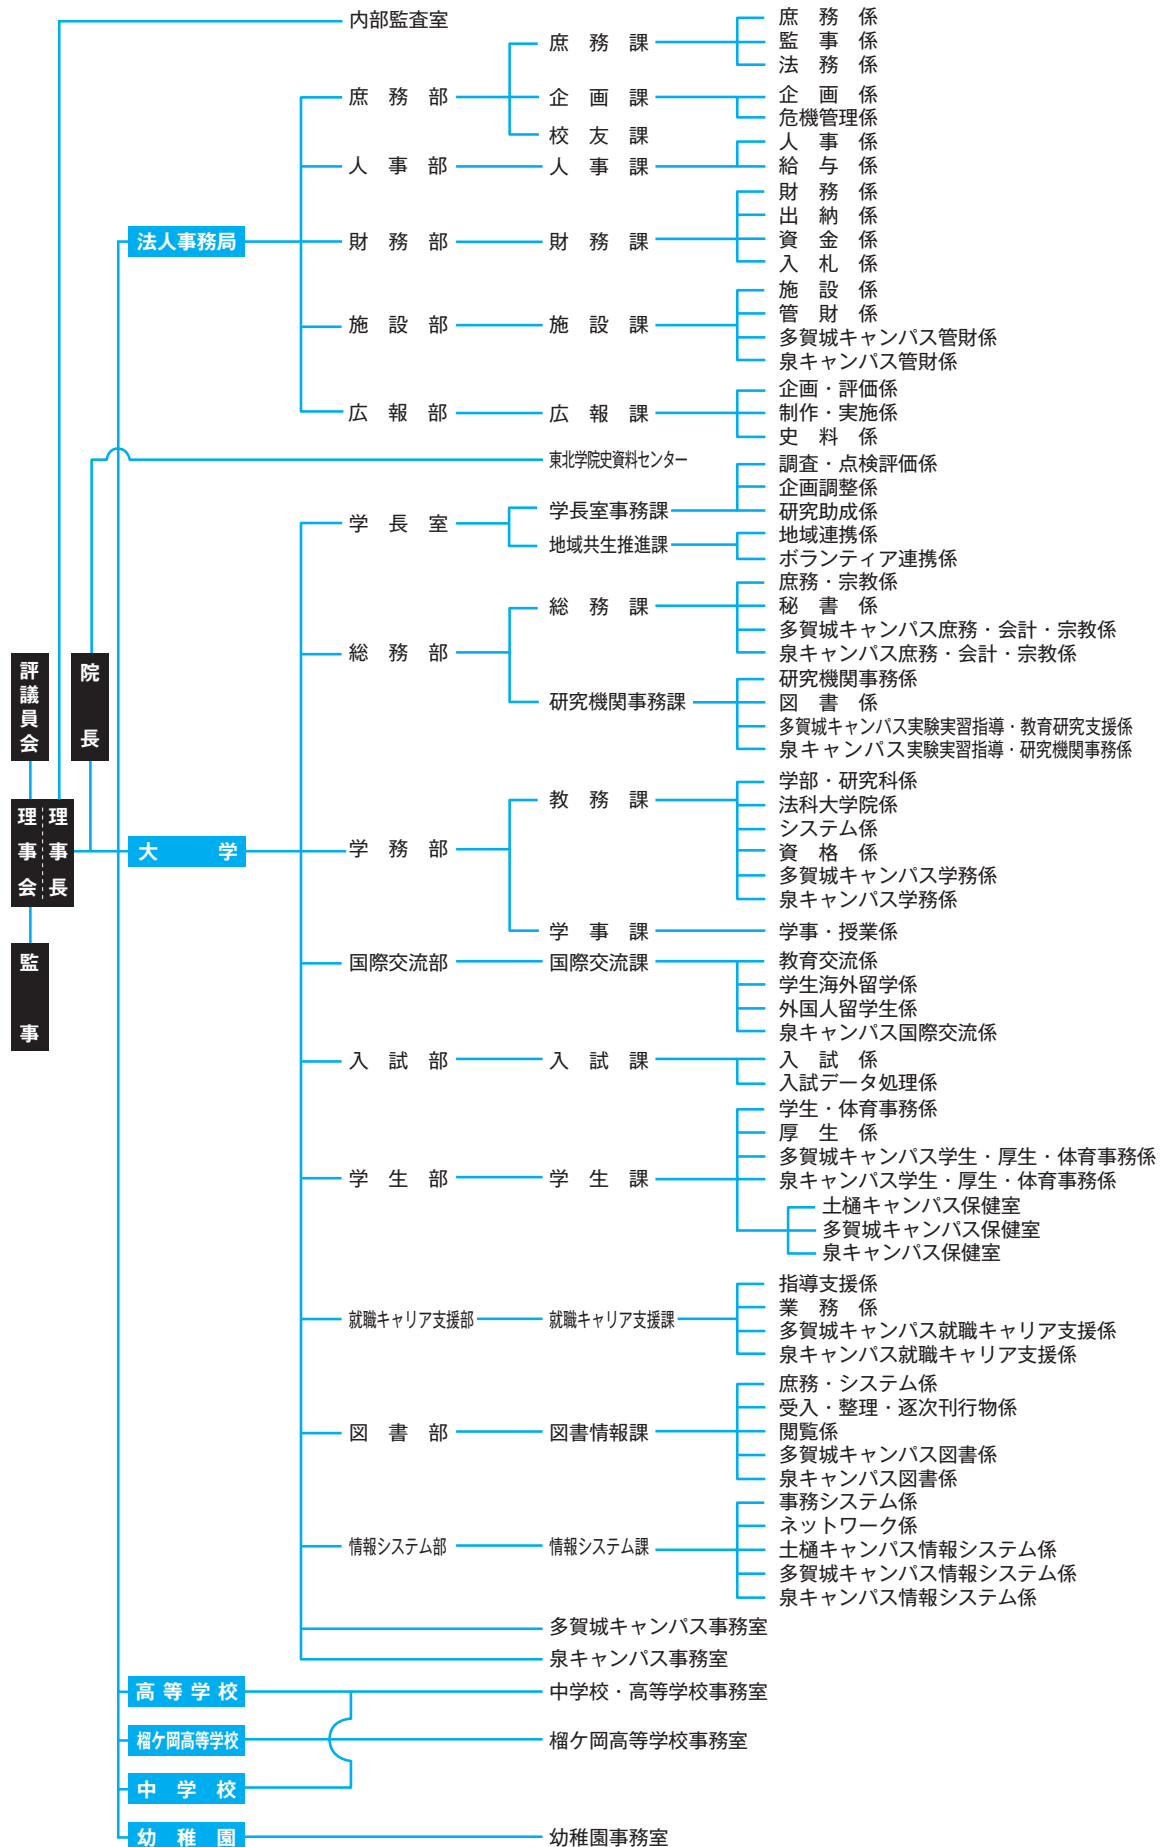 内部監査室
庶務係
庶務課
監事係
法務係
庶務部
企画課
企画係
危機管理係
校友課
人事係
人事部
人事課
給与係
財務係
出納係
法人事務局
財務部
財務課
資金係
入札係
施設係
管財係
施設部
施設課
多賀城キャンパス管財係
泉キャンパス管財係
企画・評価係
広報部
広報課
制作・実施係
史料係
東北学院史資料センター
調査・点検評価係
企画調整係
学長室
学長室事務課
研究助成係
地域共生推進課
地域連携係
ボランティア連携係
庶務・宗教係
総務課
秘書係
多賀城キャンパス庶務・会計・宗教係
総務部
泉キャンパス庶務・会計・宗教係
評議員会
院長
研究機関事務係
研究機関事務課
図書係
多賀城キャンパス実験実習指導・教育研究支援係
泉キャンパス実験実習指導・研究機関事務係
学部・研究科係
教務課
法科大学院係
システム係
理事会
理事長
大学
学務部
資格係
多賀城キャンパス学務係
泉キャンパス学務係
学事課
学事・授業係
監事
国際交流部
国際交流課
教育交流係
学生海外留学係
外国人留学生係
泉キャンパス国際交流係
入試部
入試課
入試係
入試データ処理係
学生・体育事務係
厚生係
多賀城キャンパス学生・厚生・体育事務係
学生部
学生課
泉キャンパス学生・厚生・体育事務係
土樋キャンパス保健室
多賀城キャンパス保健室
泉キャンパス保健室
指導支援係
業務係
就職キャリア支援部
就職キャリア支援課
多賀城キャンパス就職キャリア支援係
泉キャンパス就職キャリア支援係
庶務・システム係
受入・整理・逐次刊行物係
図書部
図書情報課
閲覧係
多賀城キャンパス図書係
泉キャンパス図書係
事務システム係
ネットワーク係
情報システム部
情報システム課
土樋キャンパス情報システム係
多賀城キャンパス情報システム係
泉キャンパス情報システム係
多賀城キャンパス事務室
泉キャンパス事務室
高等学校
中学校・高等学校事務室
榴ケ岡高等学校
榴ケ岡高等学校事務室
中学校
幼稚園
幼稚園事務室